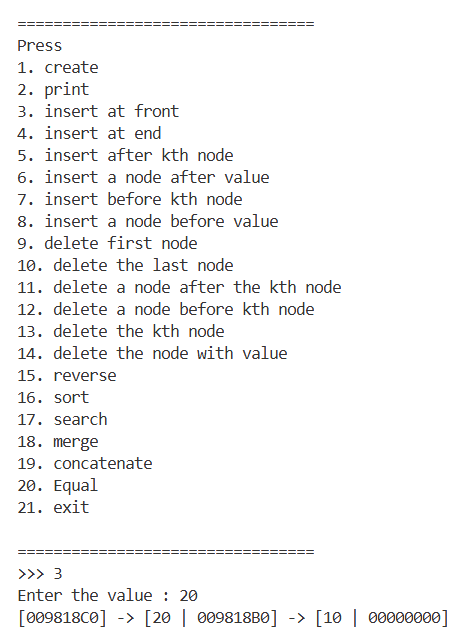 =================================
Press
1. create
2. print
3. insert at front
4. insert at end
5. insert after kth node
6. insert a node after value
7. insert before kth node
8. insert a node before value
9. delete first node
10. delete the last node
11. delete a node after the kth node
12. delete a node before kth node
13. delete the kth node
14. delete the node with value
15. reverse
16. sort
17. search
18. merge
19. concatenate
20. Equal
21. exit
=================================
>>> 3
Enter the value : 20
[009818C0] -> [20 | 009818B0] -> [10 | 00000000]